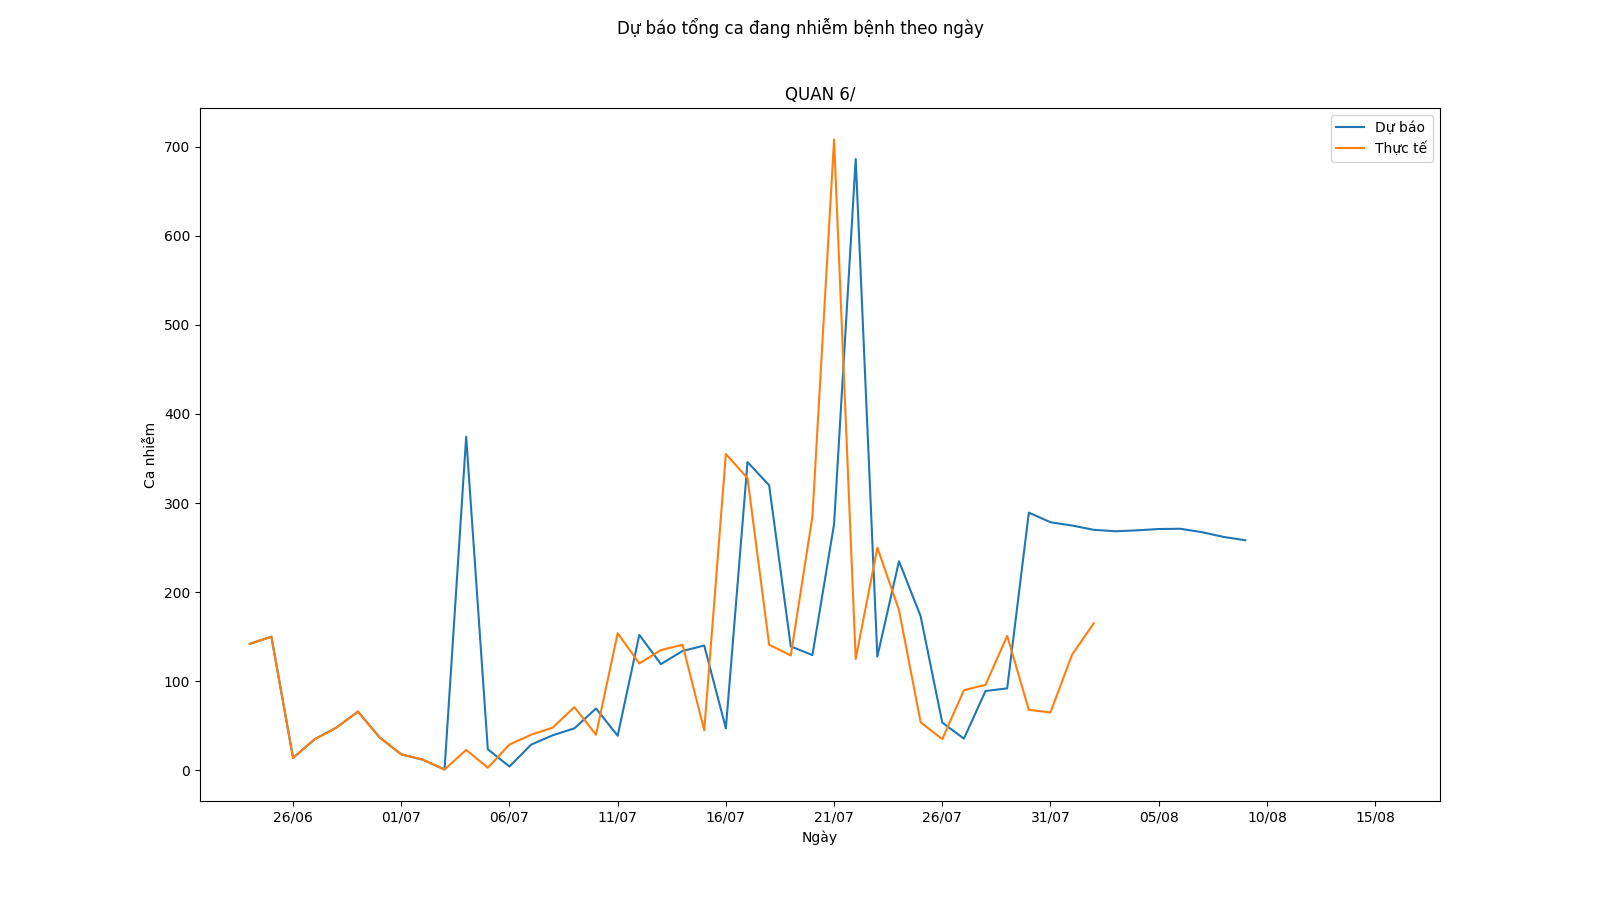 Dự báo tổng ca đang nhiễm bệnh theo ngày
QUAN 6/
Dự báo
Thực tế
Ca nhiễm
700
600
500
400
300
200
100
0
26/06 01/07 06/07 11/07 16/07 21/07 26/07 31/07 05/08 10/08 15/08
Ngày